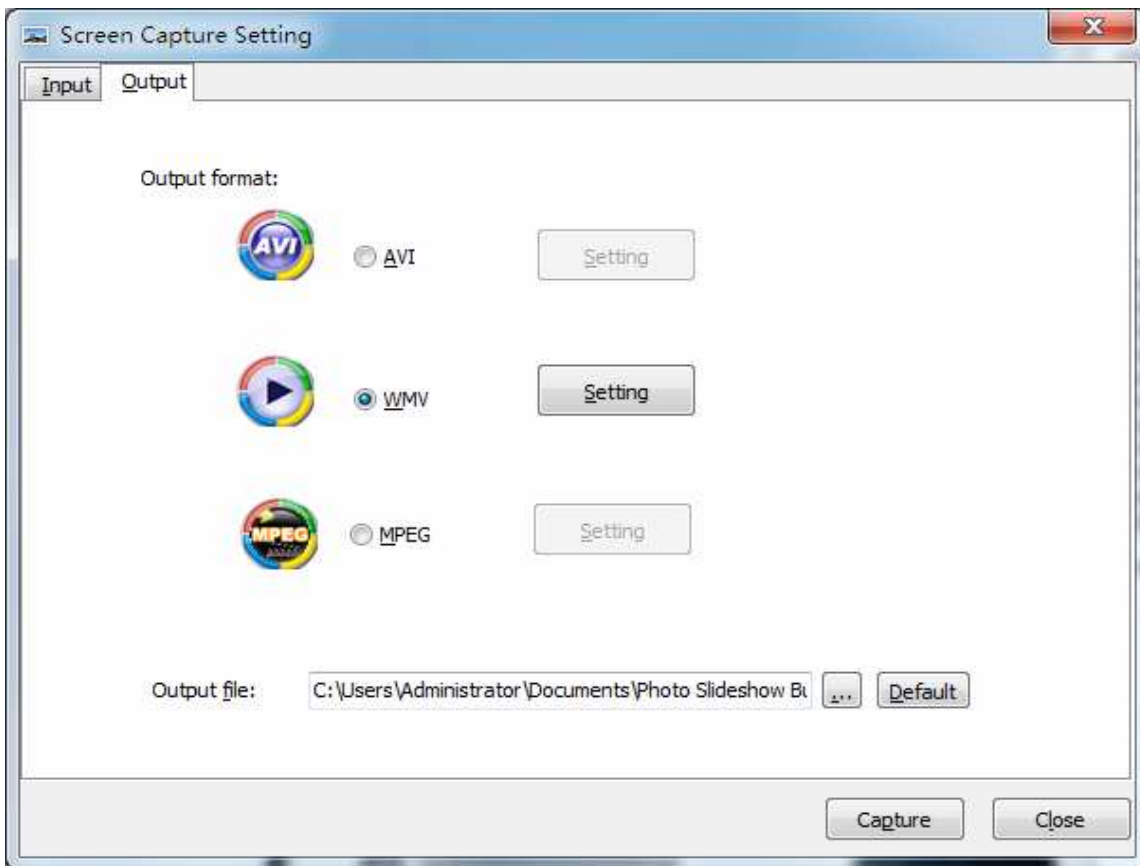 Screen Capture Setting
Input Output
Output format:
AVI AVI Setting
WMV Setting
MPEG MPEG Setting
Output file: C:\Users\Administrator\Documents\Photo Slideshow Bu ... Default
Capture Close